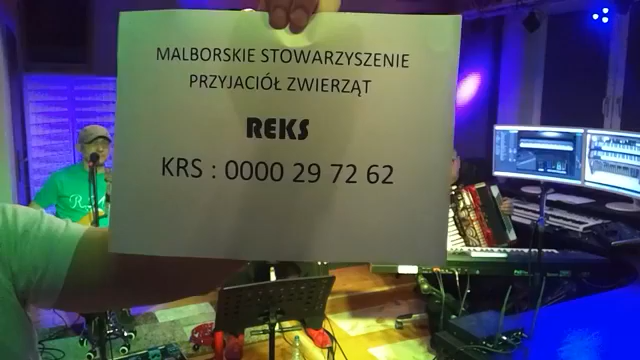 MALBORSKIE STOWARZYSZENIE
PRZYJACIÓŁ ZWIERZĄT
REKS
KRS : 0000 29 72 62